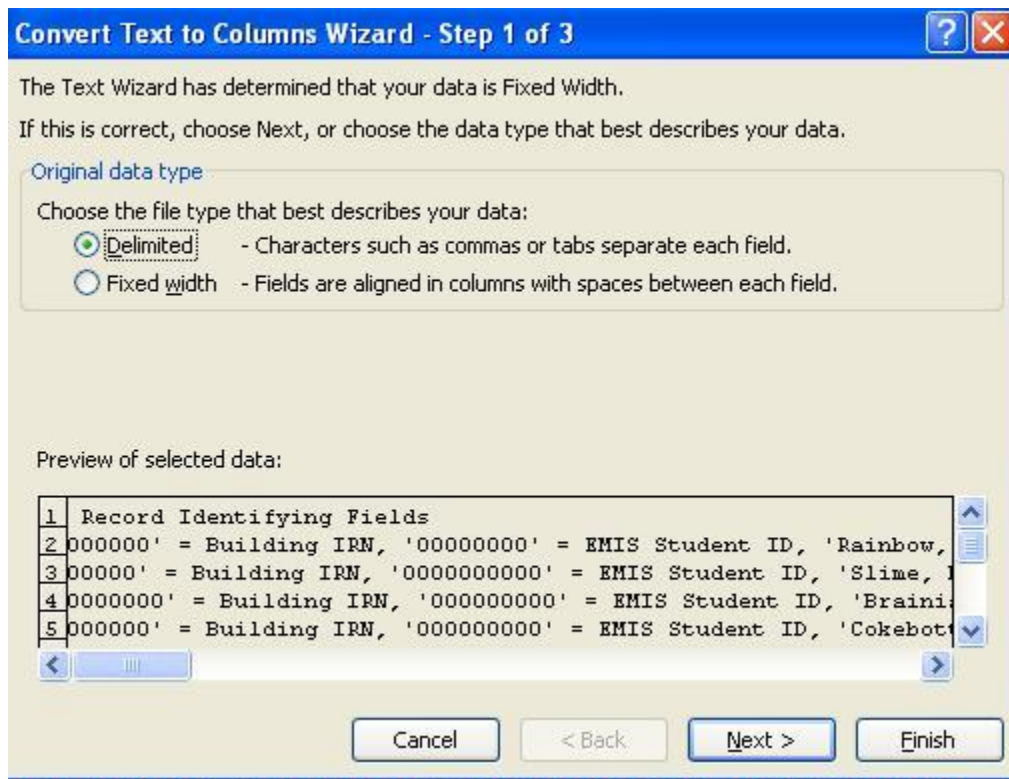 Convert Text to Columns Wizard - Step 1 of 3
The Text Wizard has determined that your data is Fixed Width.
If this is correct, choose Next, or choose the data type that best describes your data.
Original data type
Choose the file type that best describes your data:
Delimited - Characters such as commas or tabs separate each field.
Fixed width - Fields are aligned in columns with spaces between each field.
Preview of selected data:
1 Record Identifying Fields
2 000000' = Building IRN, '00000000' = EMIS Student ID, 'Rainbow,
3 00000' = Building IRN, '0000000000' = EMIS Student ID, 'Slime,
4 0000000' = Building IRN, '000000000' = EMIS Student ID, 'Braini
5 000000' = Building IRN, '000000000' = EMIS Student ID, 'Cokebott
Cancel < Back Next > Finish